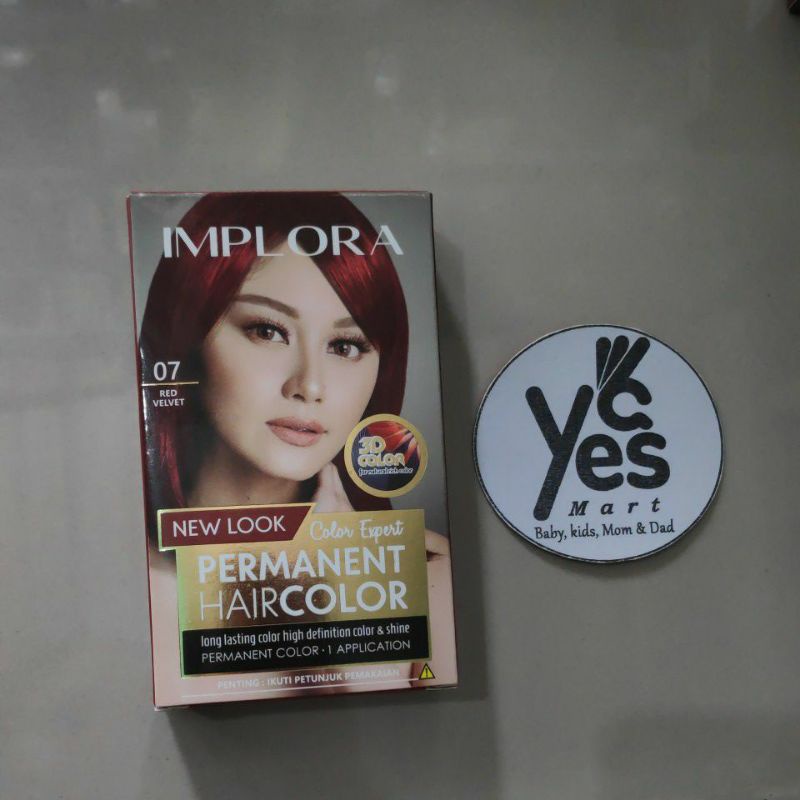 IMPLORA
07
RED
VELVET
3D
COLOR
NEW LOOK
Color Expert
PERMANENT
HAIRCOLOR
long lasting color high definition color & shine
PERMANENT COLOR · 1 APPLICATION
PENTING : IKUTI PETUNJUK PEMAKAIAN
Yes
Mart
Baby, kids, Mom & Dad